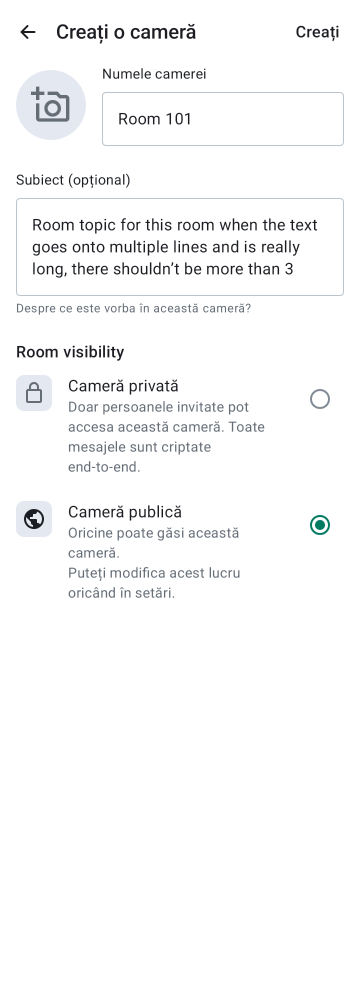 Creați o cameră
Creați
Numele camerei
Room 101
Subiect (opțional)
Room topic for this room when the text
goes onto multiple lines and is really
long, there shouldn’t be more than 3
Despre ce este vorba în această cameră?
Room visibility
Cameră privată
Doar persoanele invitate pot
accesa această cameră. Toate
mesajele sunt criptate
end-to-end.
Cameră publică
Oricine poate găsi această
cameră.
Puteți modifica acest lucru
oricând în setări.